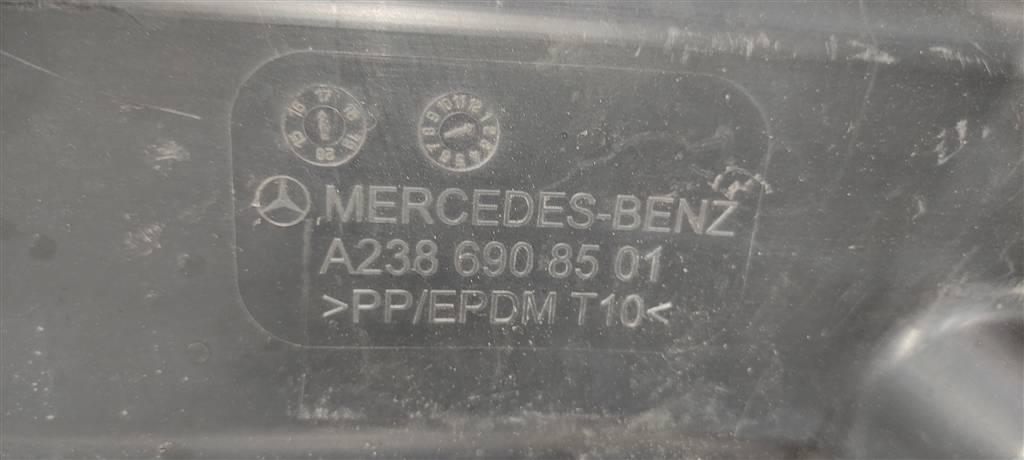 MERCEDES-BENZ
A238 690 85 01
>PP/EPDM T10<